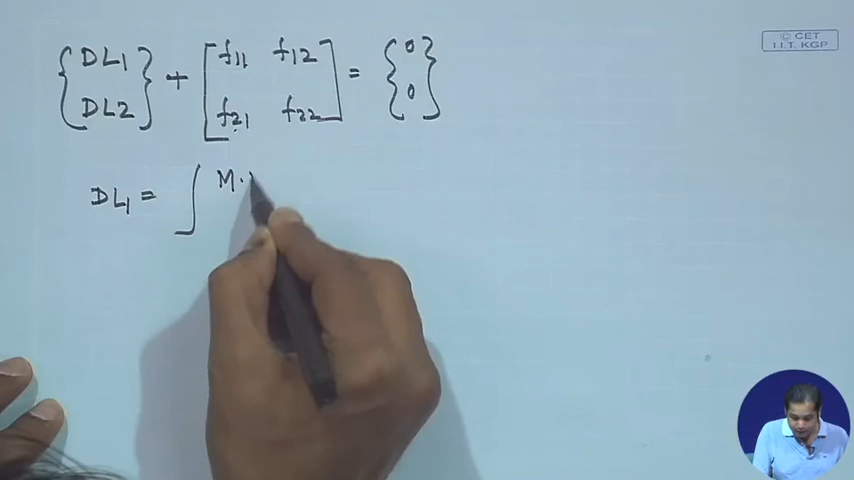 © CET
I.I.T. KGP
{DL1 DL2} + [f11 f12 f21 f22] = {0 0}
DL1 = ∫ M.